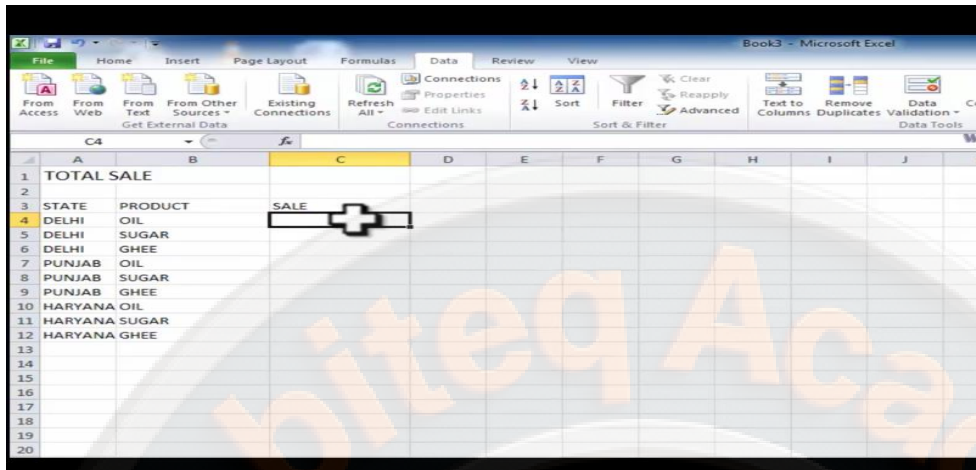 Book3 - Microsoft Excel
File Home Insert Page Layout Formulas Data Review View
From Access From Web From Text From Other Sources Existing Connections Refresh All Connections Properties Edit Links Sort Filter Clear Reapply Advanced Text to Columns Remove Duplicates Data Validation
Get External Data Connections Sort & Filter Data Tools
C4 fx
A B C D E F G H I J
1 TOTAL SALE
2
3 STATE PRODUCT SALE
4 DELHI OIL
5 DELHI SUGAR
6 DELHI GHEE
7 PUNJAB OIL
8 PUNJAB SUGAR
9 PUNJAB GHEE
10 HARYANA OIL
11 HARYANA SUGAR
12 HARYANA GHEE
13
14
15
16
17
18
19
20
biteq Aca